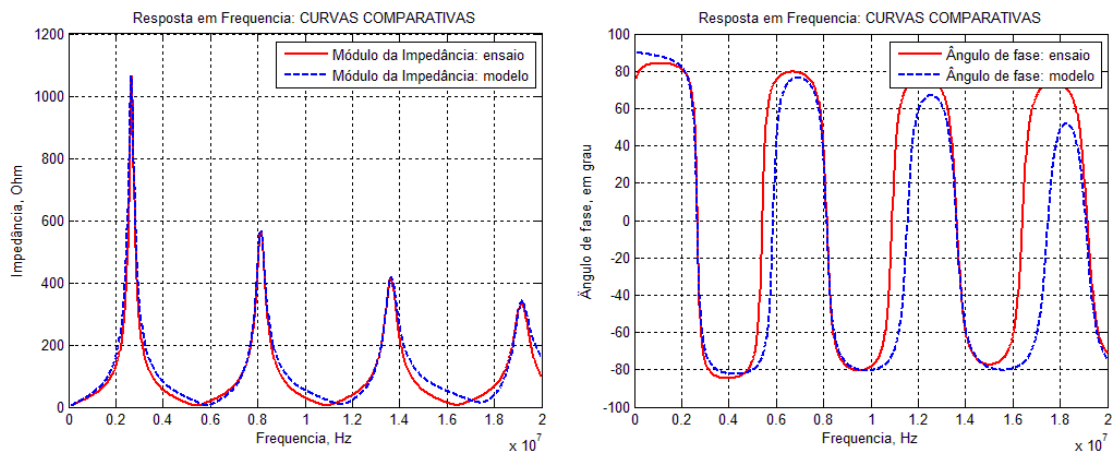 Resposta em Frequencia: CURVAS COMPARATIVAS
1200
1000
800
600
400
200
0
Impedância, Ohm
Módulo da Impedância: ensaio
Módulo da Impedância: modelo
0 0.2 0.4 0.6 0.8 1 1.2 1.4 1.6 1.8 2
Frequencia, Hz
x 10^7
Resposta em Frequencia: CURVAS COMPARATIVAS
100
80
60
40
20
0
-20
-40
-60
-80
-100
Ângulo de fase, em grau
Ângulo de fase: ensaio
Ângulo de fase: modelo
0 0.2 0.4 0.6 0.8 1 1.2 1.4 1.6 1.8 2
Frequencia, Hz
x 10^7